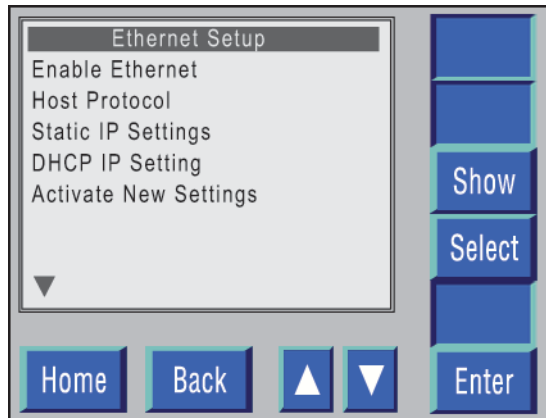 Ethernet Setup
Enable Ethernet
Host Protocol
Static IP Settings
DHCP IP Setting
Activate New Settings
Show
Select
Home
Back
Enter